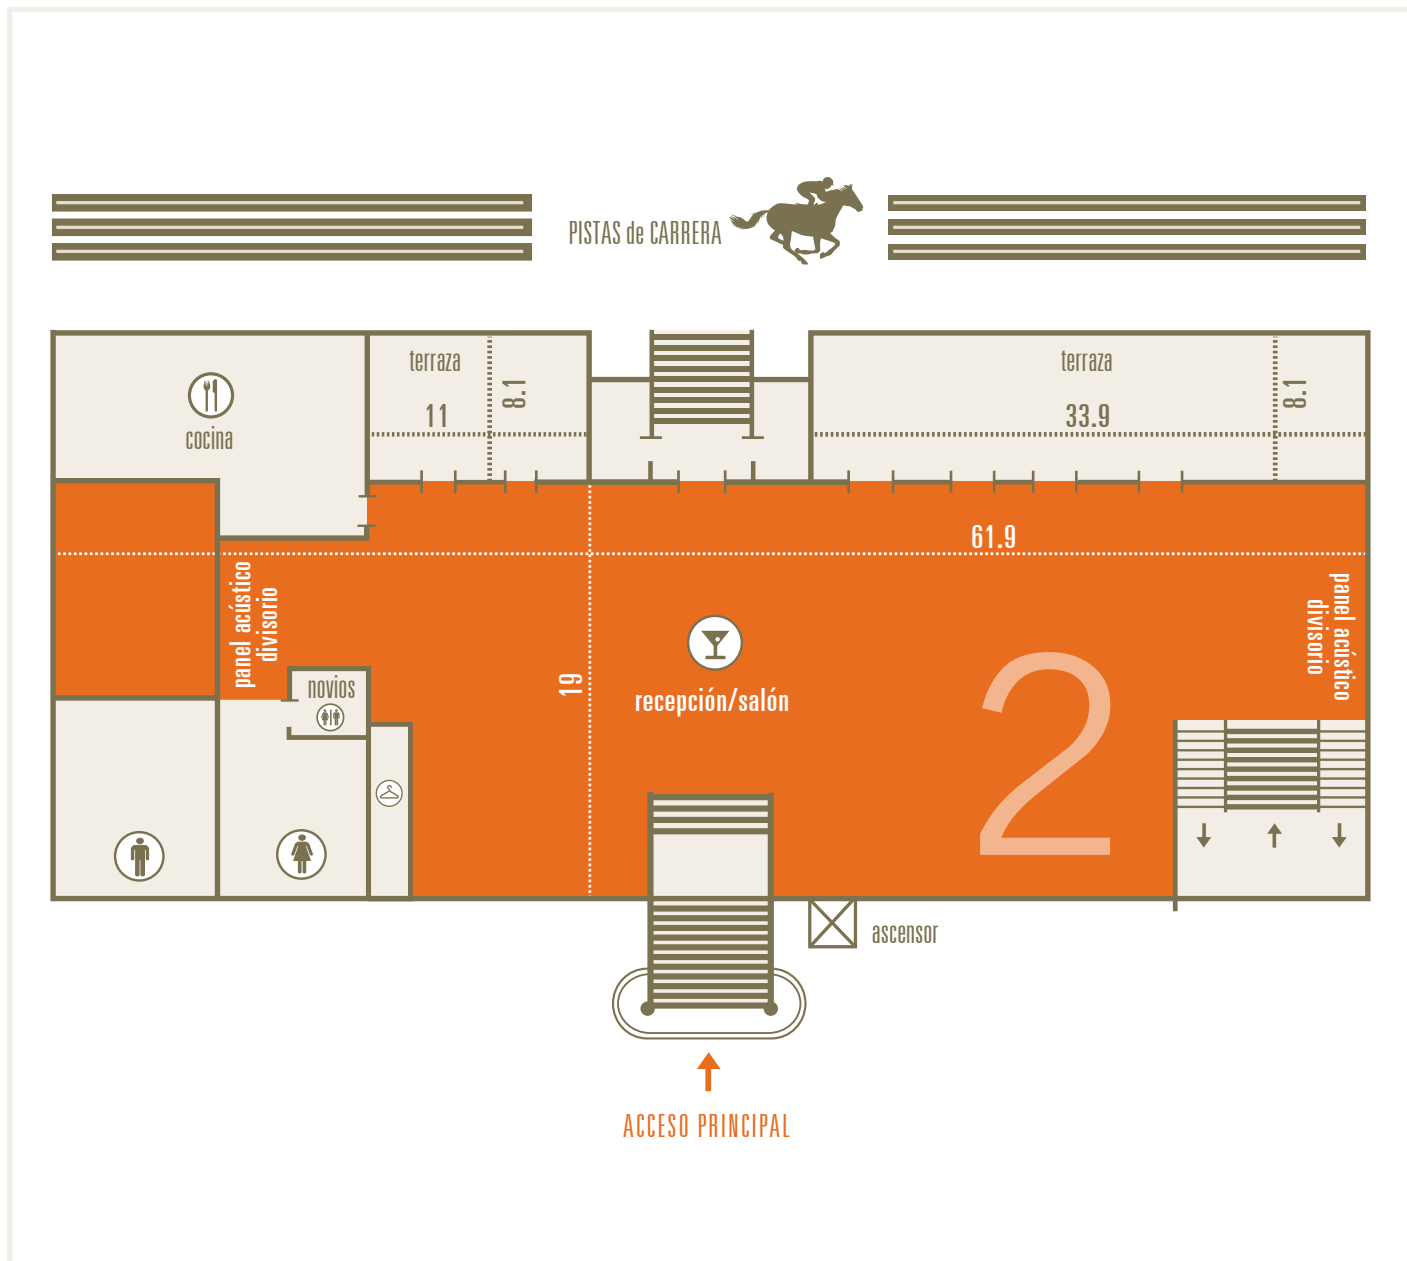 PISTAS de CARRERA
terraza
11
8.1
terraza
33.9
8.1
cocina
61.9
panel acústico
divisorio
panel acústico
divisorio
novios
19
recepción/salón
2
ascensor
ACCESO PRINCIPAL